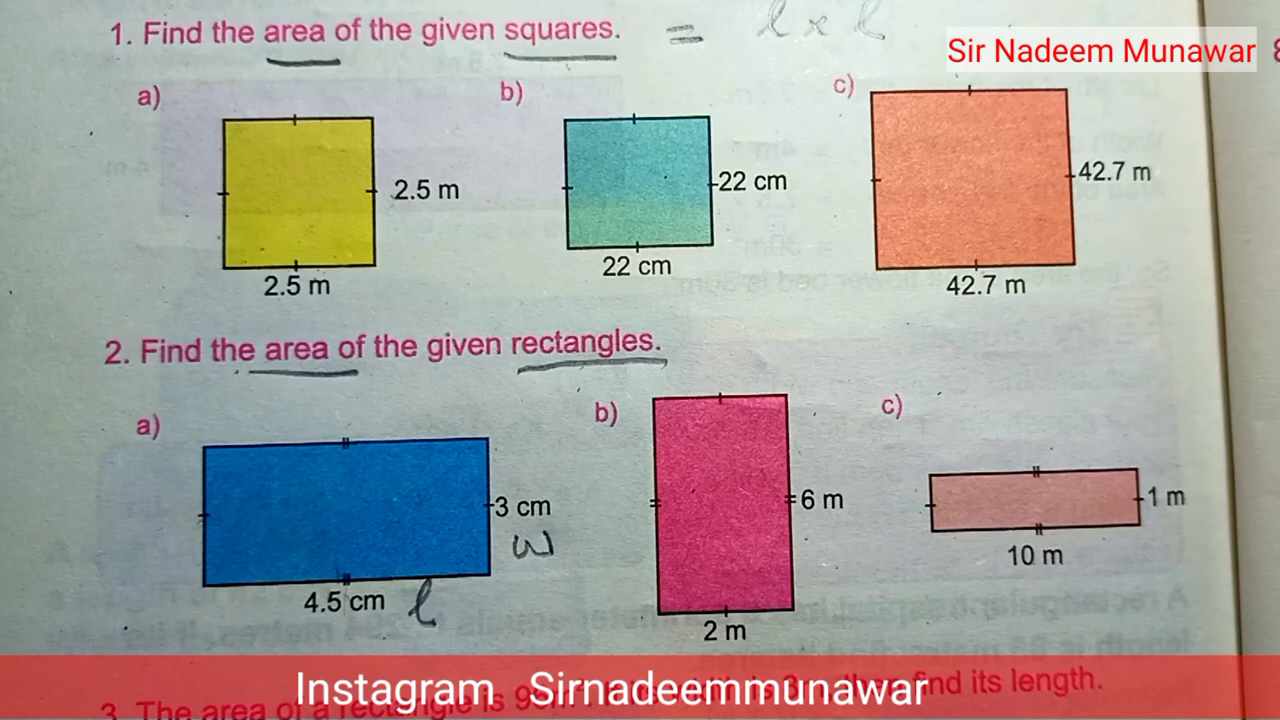 1. Find the area of the given squares. = l x l
Sir Nadeem Munawar
a)
2.5 m
2.5 m
b)
22 cm
22 cm
c)
42.7 m
42.7 m
2. Find the area of the given rectangles.
a)
3 cm
w
4.5 cm l
b)
6 m
2 m
c)
1 m
10 m
Instagram Sirnadeemmunawar
3. The area of a rectangle is find its length.